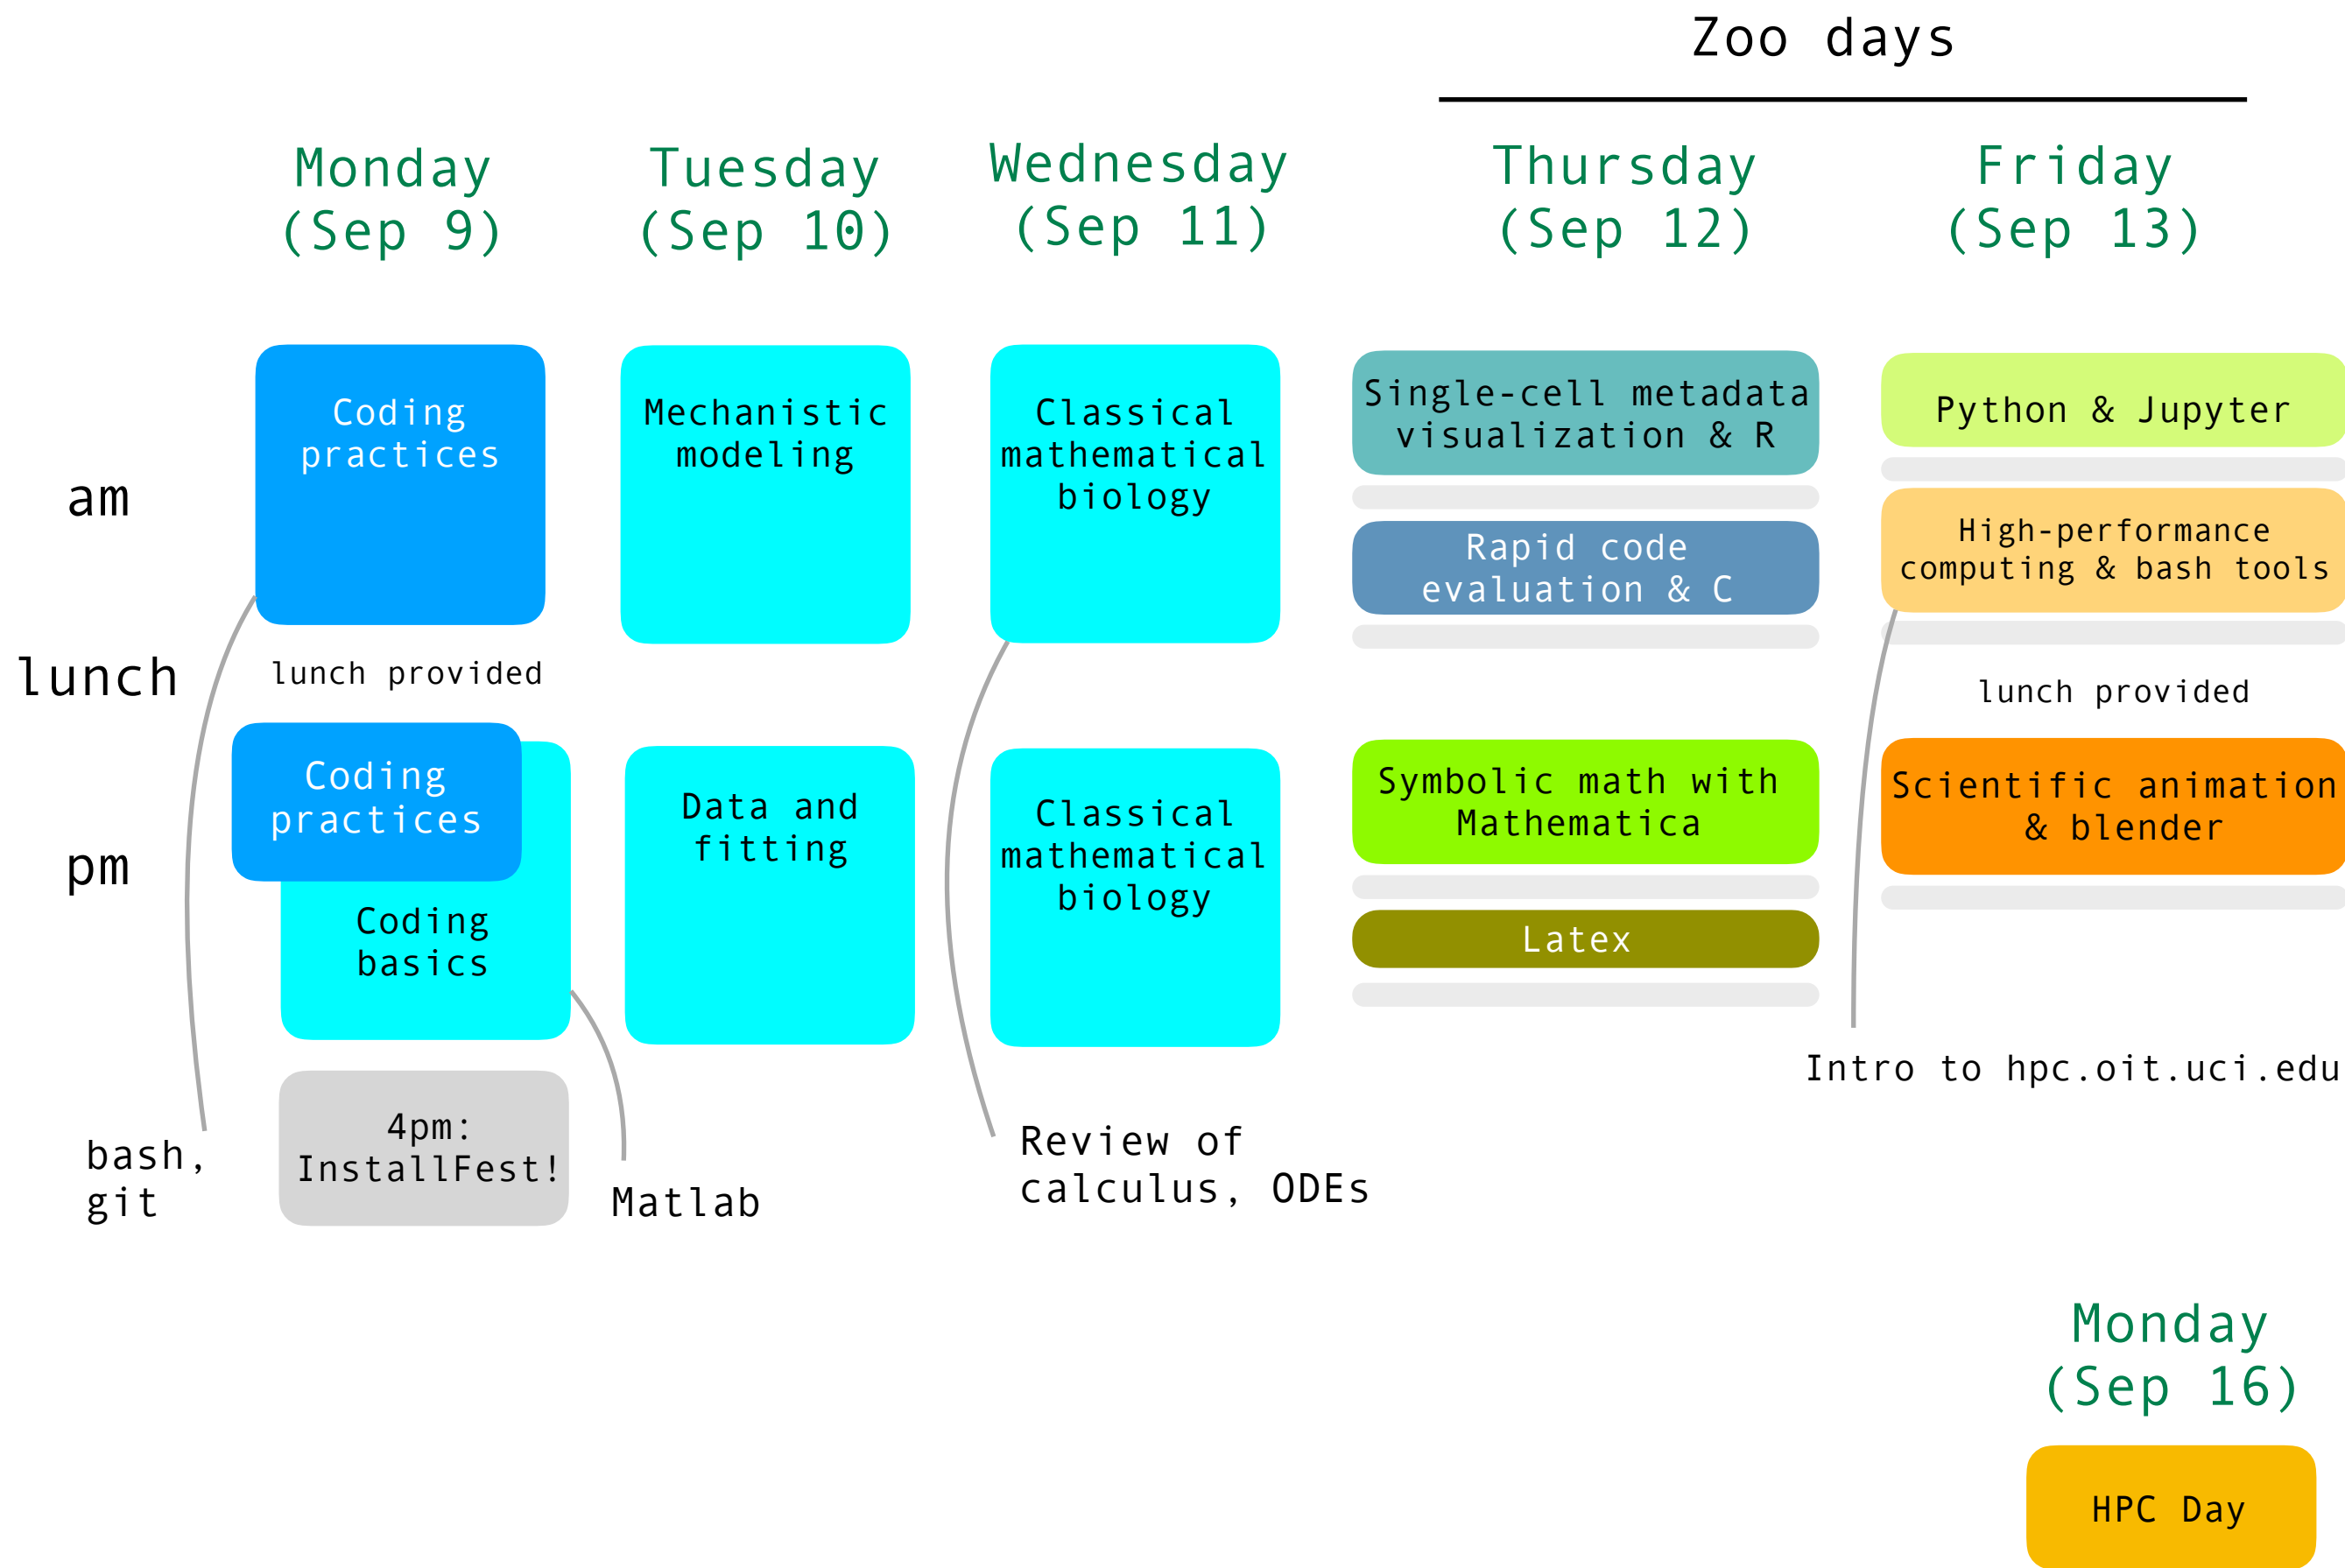 Zoo days
Monday
(Sep 9)
Tuesday
(Sep 10)
Wednesday
(Sep 11)
Thursday
(Sep 12)
Friday
(Sep 13)
am
Coding
practices
Mechanistic
modeling
Classical
mathematical
biology
Single-cell metadata
visualization & R
Rapid code
evaluation & C
Python & Jupyter
High-performance
computing & bash tools
lunch
lunch provided
lunch provided
pm
Coding
practices
Coding
basics
Data and
fitting
Classical
mathematical
biology
Symbolic math with
Mathematica
Latex
Scientific animation
& blender
bash,
git
4pm:
InstallFest!
Matlab
Review of
calculus, ODEs
Intro to hpc.oit.uci.edu
Monday
(Sep 16)
HPC Day